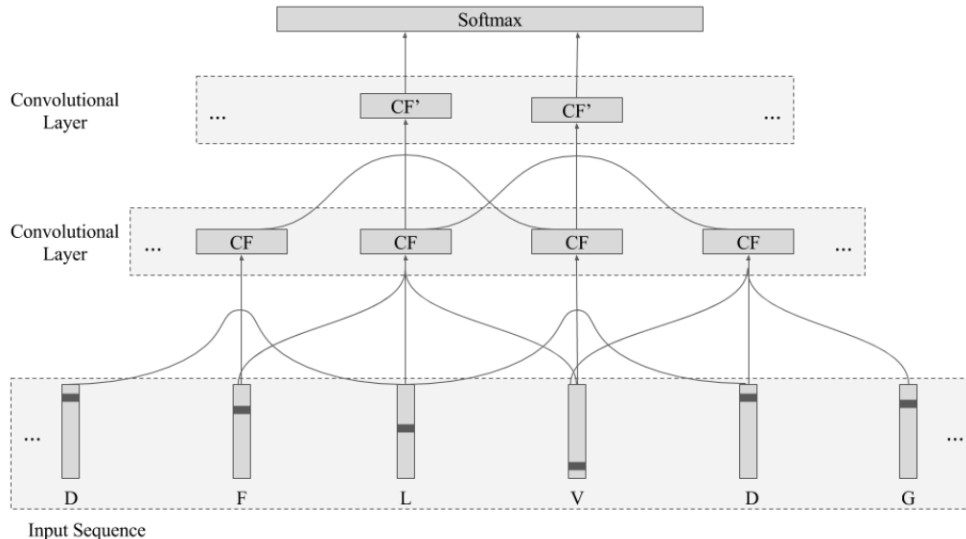 Softmax
Convolutional
Layer
... CF’ CF’ ...
Convolutional
Layer
... CF CF CF CF ...
... ...
D F L V D G
Input Sequence